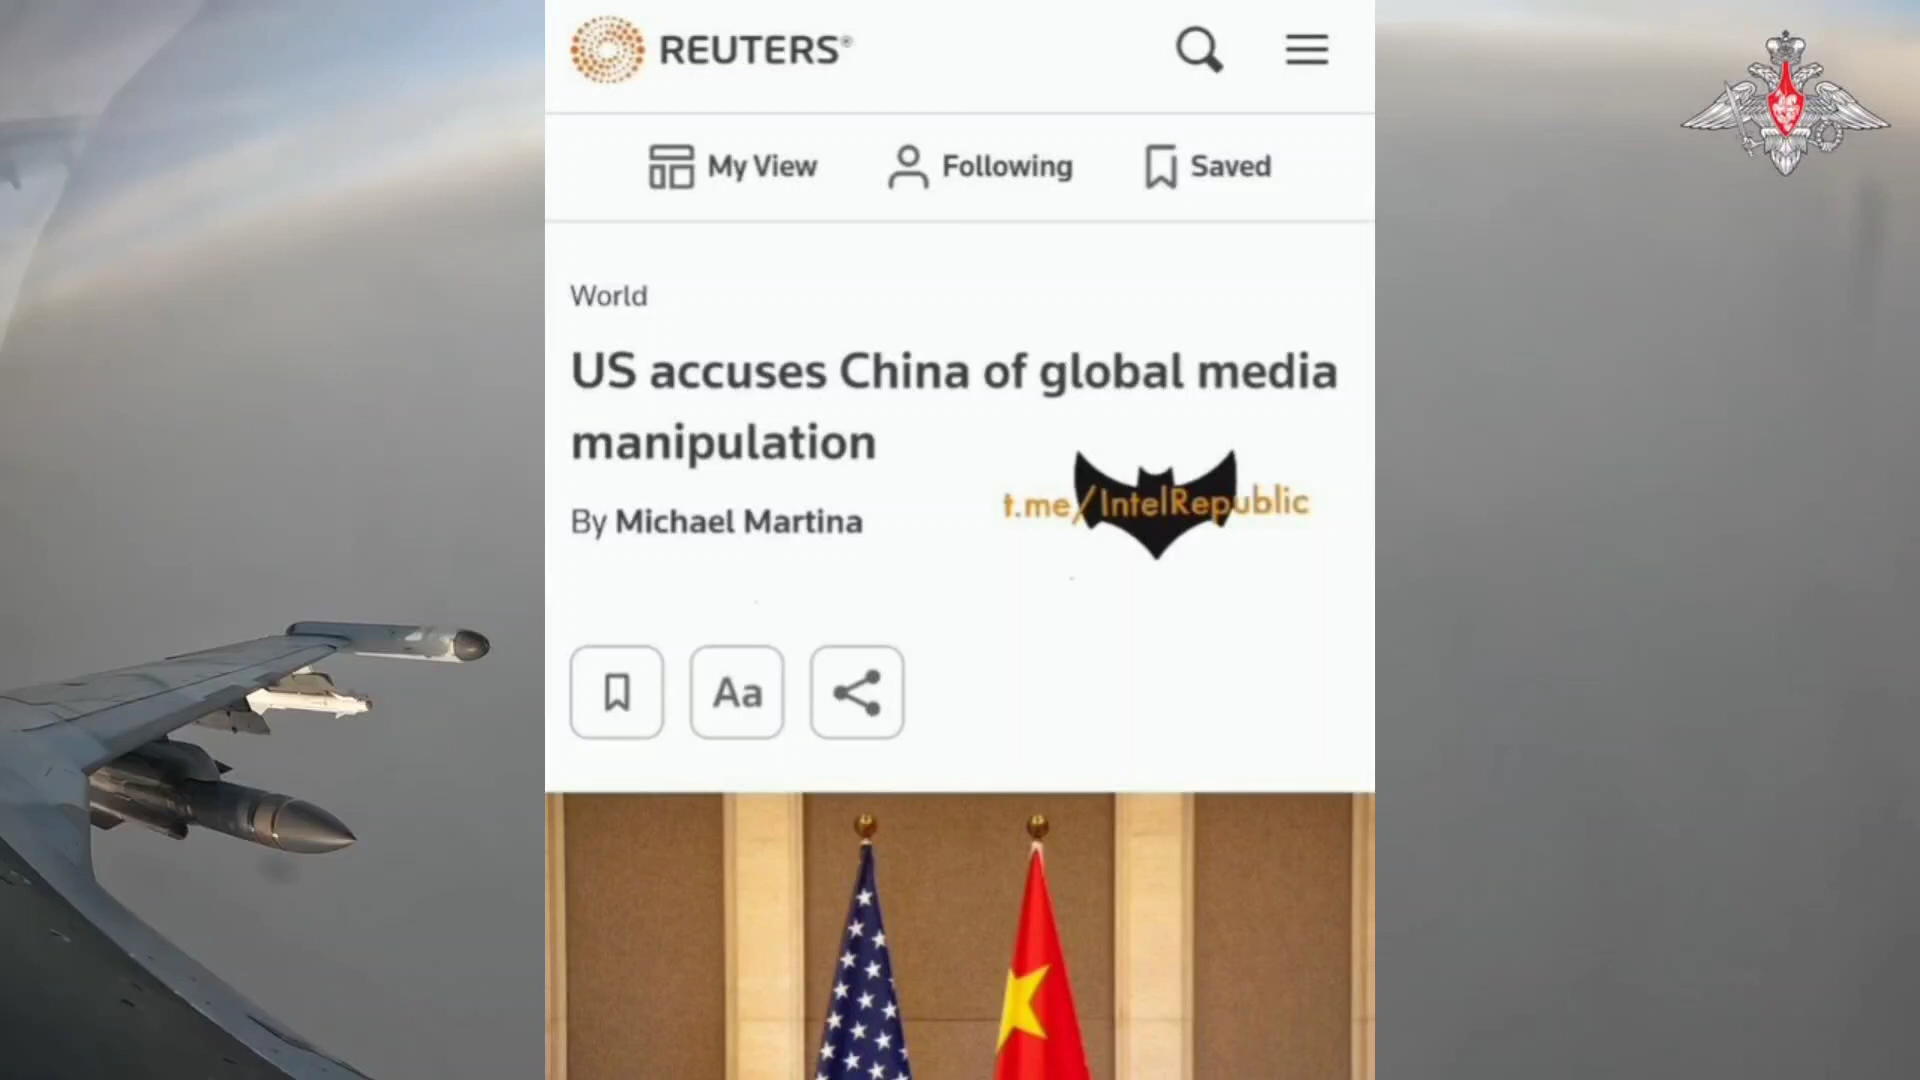 REUTERS®
My View
Following
Saved
World
US accuses China of global media
manipulation
t.me/IntelRepublic
By Michael Martina
Aa